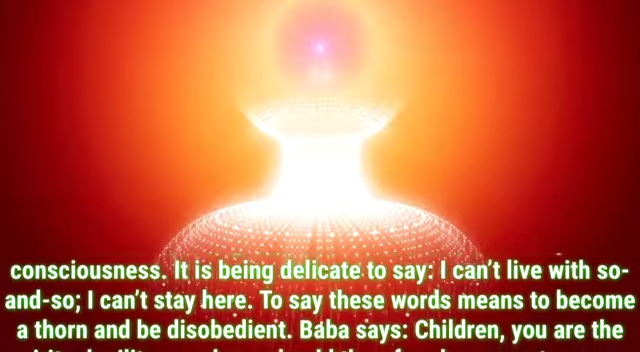 consciousness. It is being delicate to say: I can’t live with so-
and-so; I can’t stay here. To say these words means to become
a thorn and be disobedient. Baba says: Children, you are the